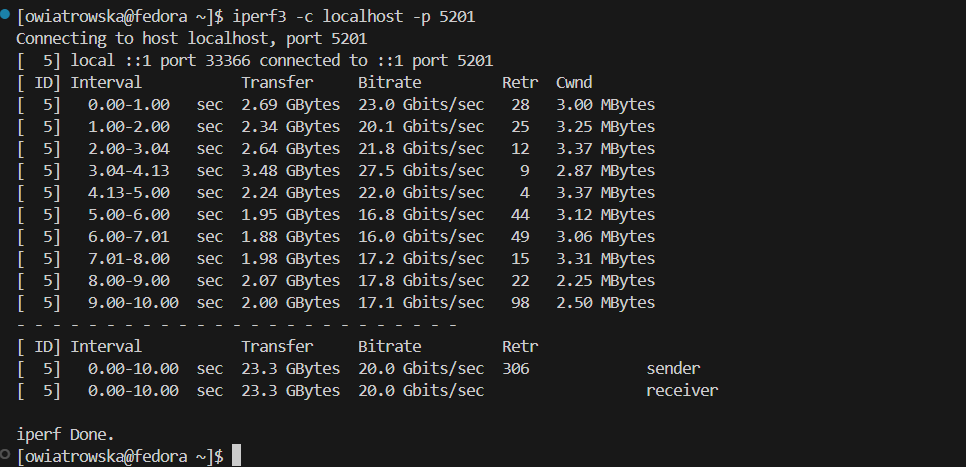 [owiatrowska@fedora ~]$ iperf3 -c localhost -p 5201
Connecting to host localhost, port 5201
[  5] local ::1 port 33366 connected to ::1 port 5201
[ ID] Interval           Transfer     Bitrate         Retr  Cwnd
[  5]   0.00-1.00   sec  2.69 GBytes  23.0 Gbits/sec   28   3.00 MBytes
[  5]   1.00-2.00   sec  2.34 GBytes  20.1 Gbits/sec   25   3.25 MBytes
[  5]   2.00-3.04   sec  2.64 GBytes  21.8 Gbits/sec   12   3.37 MBytes
[  5]   3.04-4.13   sec  3.48 GBytes  27.5 Gbits/sec    9   2.87 MBytes
[  5]   4.13-5.00   sec  2.24 GBytes  22.0 Gbits/sec    4   3.37 MBytes
[  5]   5.00-6.00   sec  1.95 GBytes  16.8 Gbits/sec   44   3.12 MBytes
[  5]   6.00-7.01   sec  1.88 GBytes  16.0 Gbits/sec   49   3.06 MBytes
[  5]   7.01-8.00   sec  1.98 GBytes  17.2 Gbits/sec   15   3.31 MBytes
[  5]   8.00-9.00   sec  2.07 GBytes  17.8 Gbits/sec   22   2.25 MBytes
[  5]   9.00-10.00  sec  2.00 GBytes  17.1 Gbits/sec   98   2.50 MBytes
- - - - - - - - - - - - - - - - - - - - - - - - -
[ ID] Interval           Transfer     Bitrate         Retr
[  5]   0.00-10.00  sec  23.3 GBytes  20.0 Gbits/sec  306             sender
[  5]   0.00-10.00  sec  23.3 GBytes  20.0 Gbits/sec                  receiver
iperf Done.
[owiatrowska@fedora ~]$